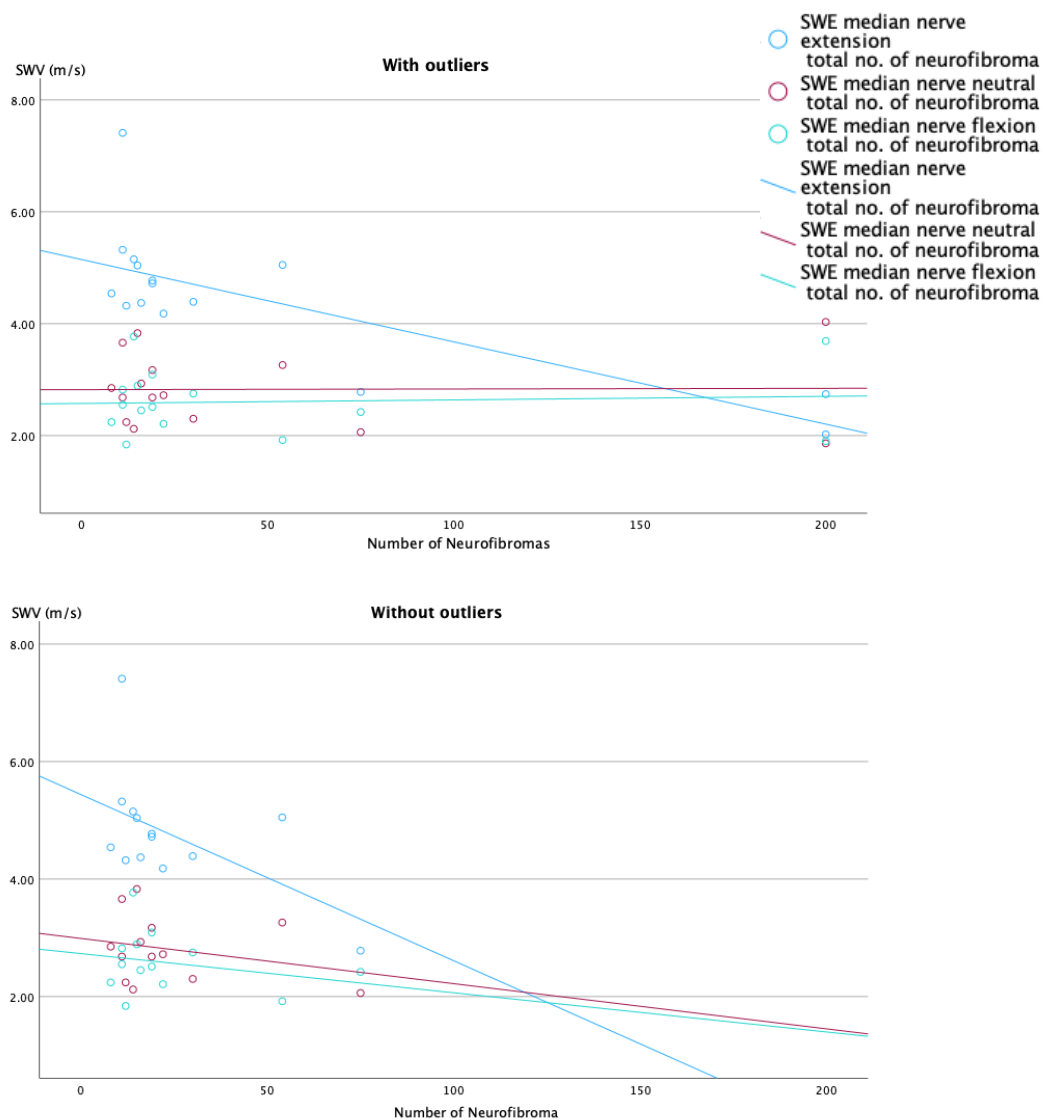 SWE median nerve
extension
total no. of neurofibroma
SWE median nerve neutral
total no. of neurofibroma
SWE median nerve flexion
total no. of neurofibroma
SWE median nerve
extension
total no. of neurofibroma
SWE median nerve neutral
total no. of neurofibroma
SWE median nerve flexion
total no. of neurofibroma
SWV (m/s)
With outliers
8.00
6.00
4.00
2.00
0 50 100 150 200
Number of Neurofibromas
SWV (m/s)
Without outliers
8.00
6.00
4.00
2.00
0 50 100 150 200
Number of Neurofibroma